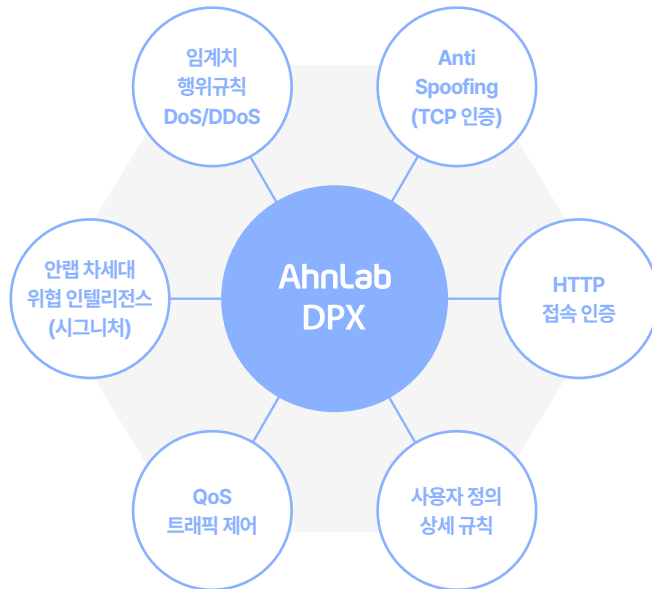 임계치
행위규칙
DoS/DDoS
Anti
Spoofing
(TCP 인증)
안랩 차세대
위협 인텔리전스
(시그니처)
AhnLab
DPX
HTTP
접속 인증
QoS
트래픽 제어
사용자 정의
상세 규칙